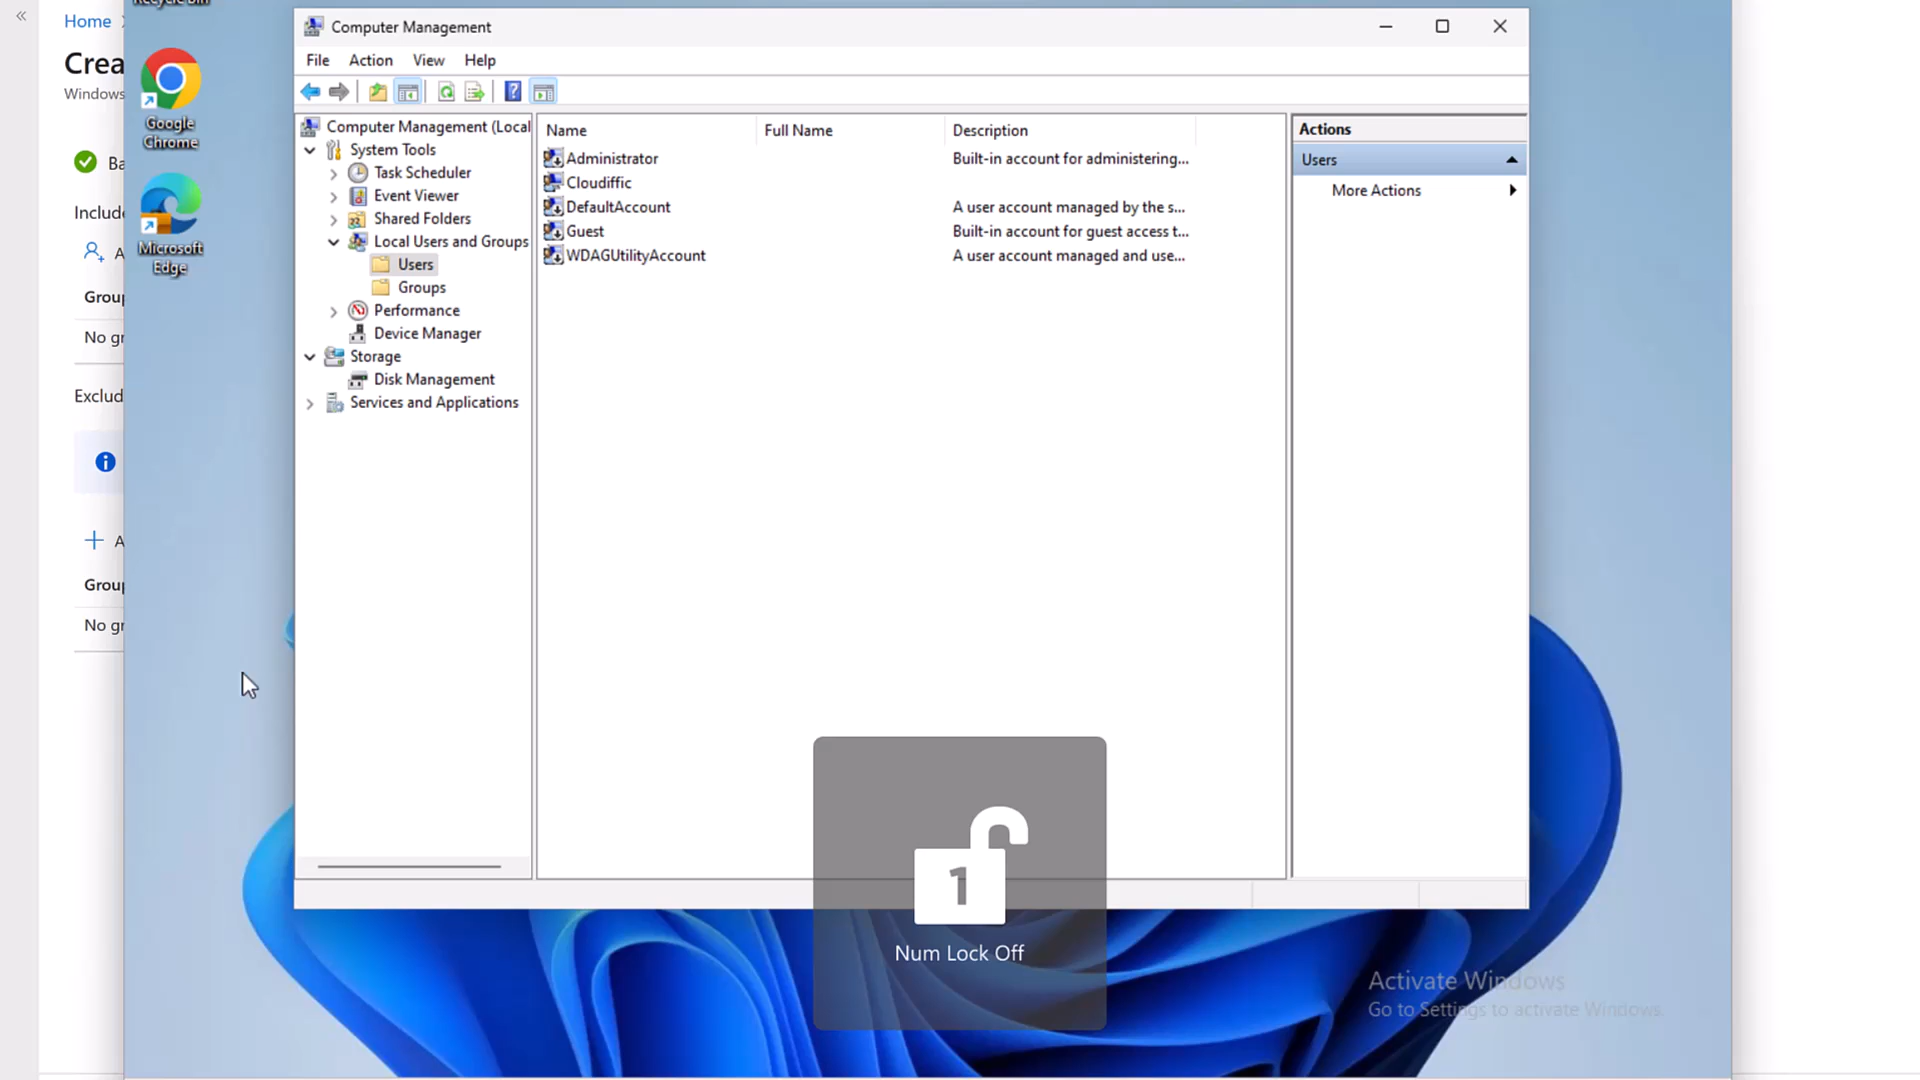 «
Home
Crea
Windows
Ba
Includ
A
Group
No gr
Exclud
A
Group
No gr
Recycle Bin
Google
Chrome
Microsoft
Edge
Computer Management
File Action View Help
Computer Management (Local
System Tools
Task Scheduler
Event Viewer
Shared Folders
Local Users and Groups
Users
Groups
Performance
Device Manager
Storage
Disk Management
Services and Applications
Name Full Name Description
Administrator Built-in account for administering...
Cloudiffic
DefaultAccount A user account managed by the s...
Guest Built-in account for guest access t...
WDAGUtilityAccount A user account managed and use...
Actions
Users
More Actions
1
Num Lock Off
Activate Windows
Go to Settings to activate Windows.